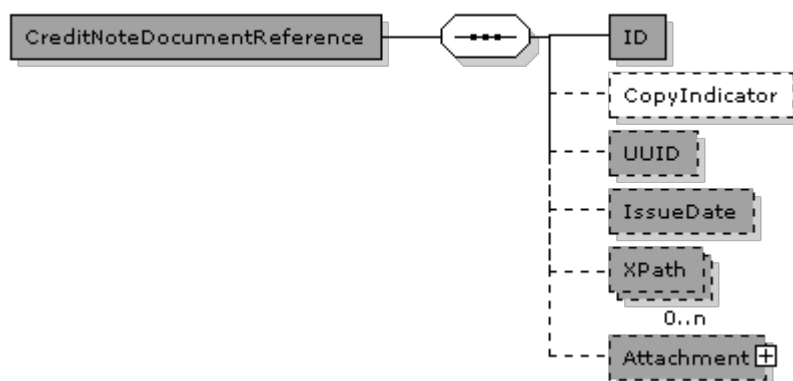 CreditNoteDocumentReference
ID
CopyIndicator
UUID
IssueDate
XPath
0..n
Attachment